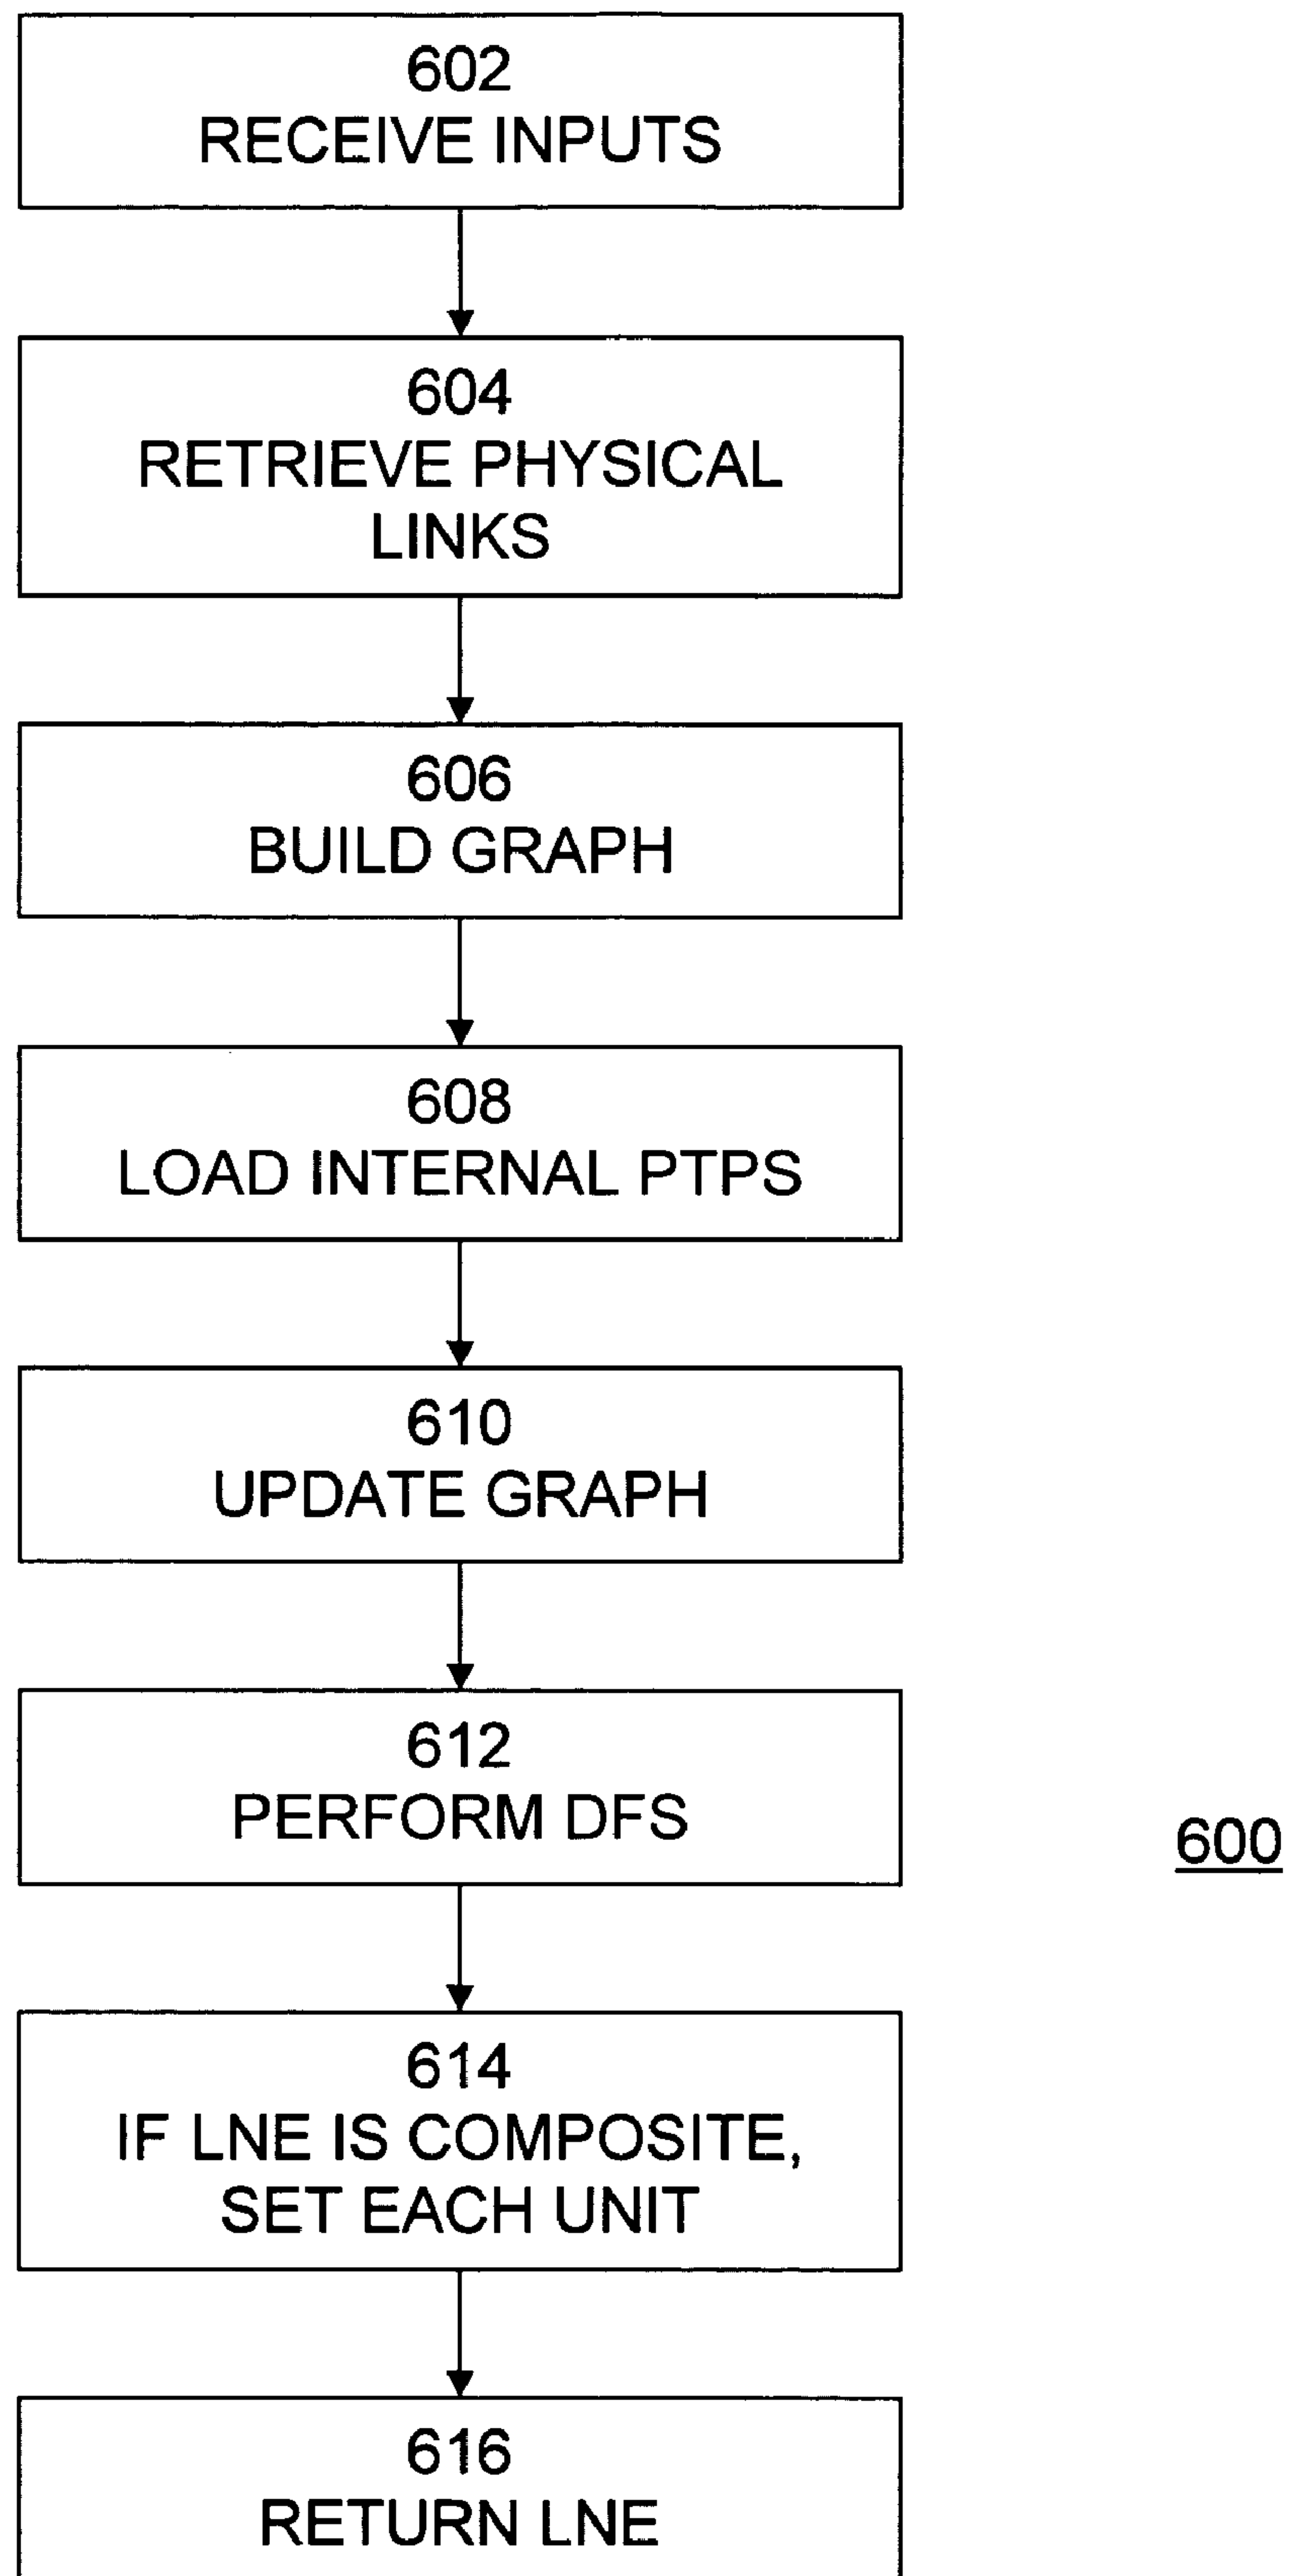 602
RECEIVE INPUTS
604
RETRIEVE PHYSICAL
LINKS
606
BUILD GRAPH
608
LOAD INTERNAL PTPS
610
UPDATE GRAPH
612
PERFORM DFS
600
614
IF LNE IS COMPOSITE,
SET EACH UNIT
616
RETURN LNE